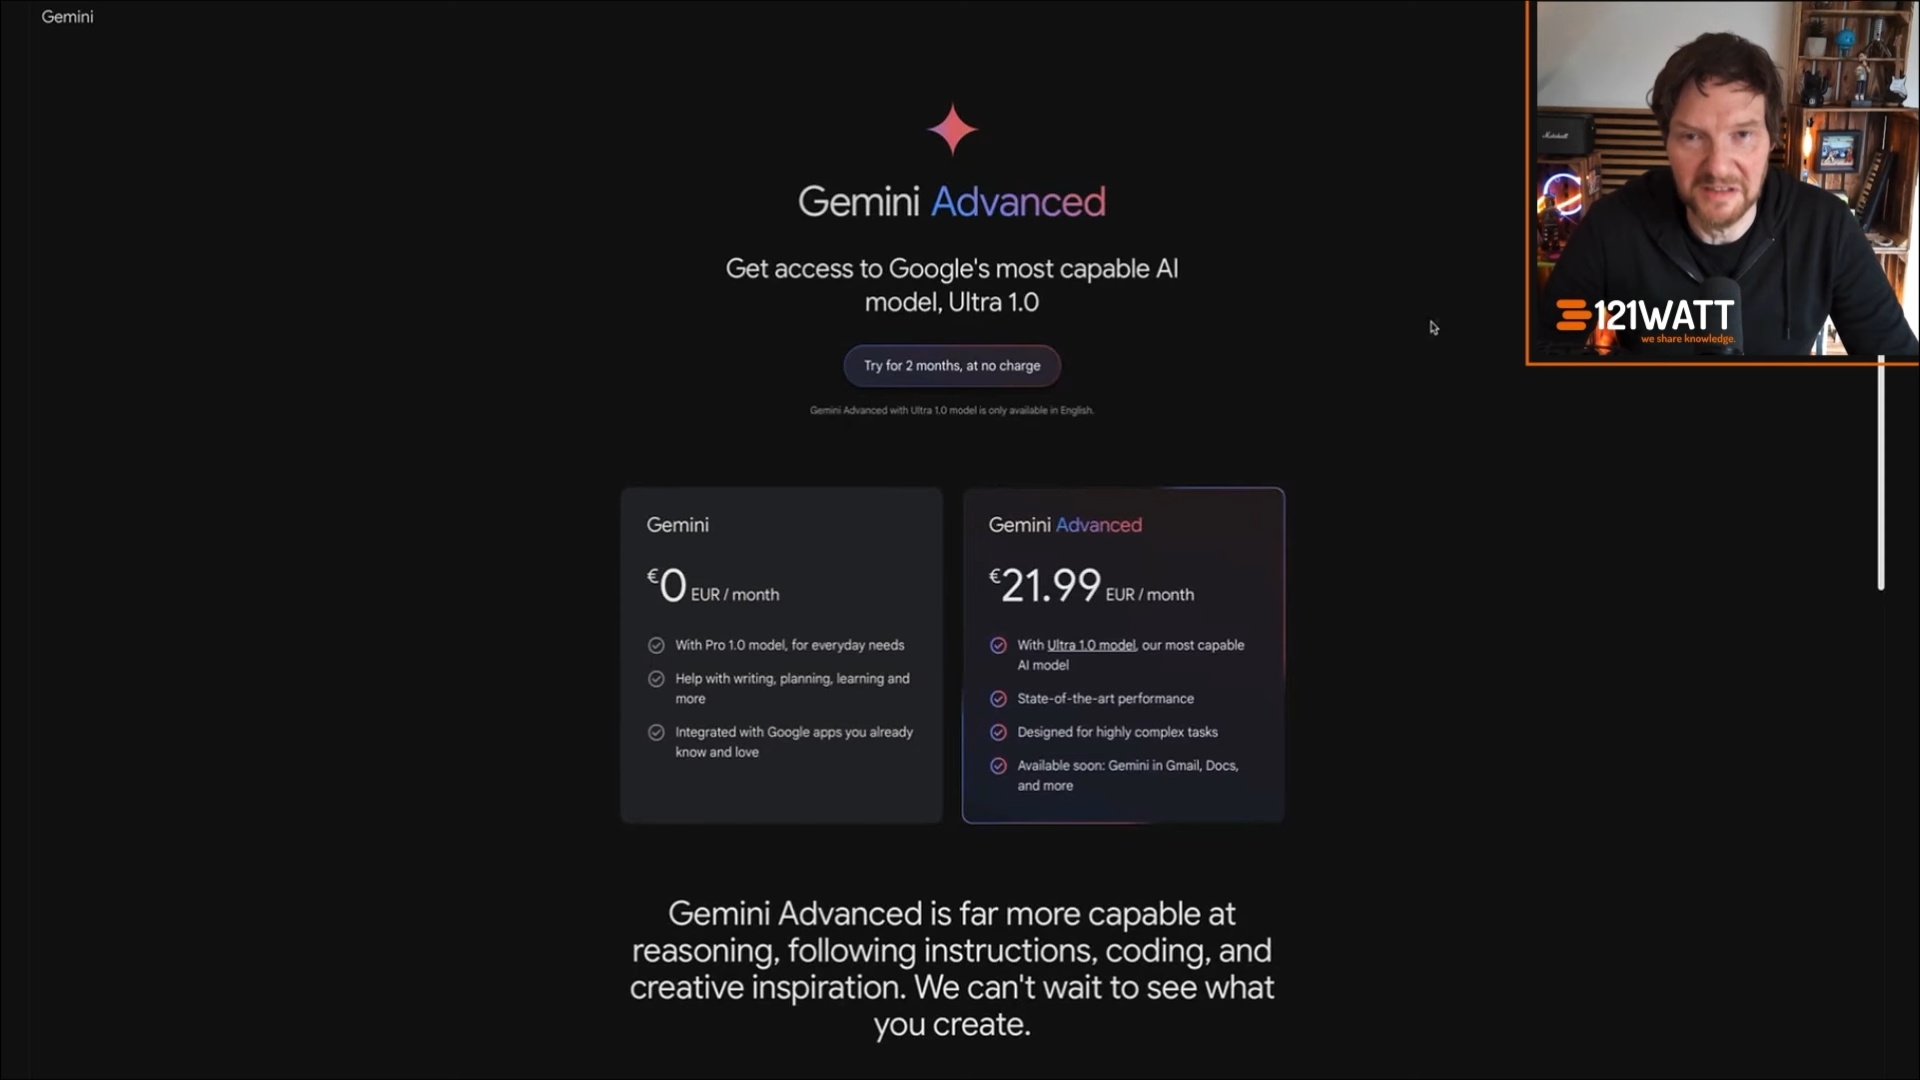 Gemini
Gemini Advanced
Get access to Google's most capable AI
model, Ultra 1.0
Try for 2 months, at no charge
Gemini Advanced with Ultra 1.0 model is only available in English.
Gemini
€0 EUR / month
With Pro 1.0 model, for everyday needs
Help with writing, planning, learning and
more
Integrated with Google apps you already
know and love
Gemini Advanced
€21.99 EUR / month
With Ultra 1.0 model, our most capable
AI model
State-of-the-art performance
Designed for highly complex tasks
Available soon: Gemini in Gmail, Docs,
and more
Gemini Advanced is far more capable at
reasoning, following instructions, coding, and
creative inspiration. We can't wait to see what
you create.
Marshall
121WATT
we share knowledge.